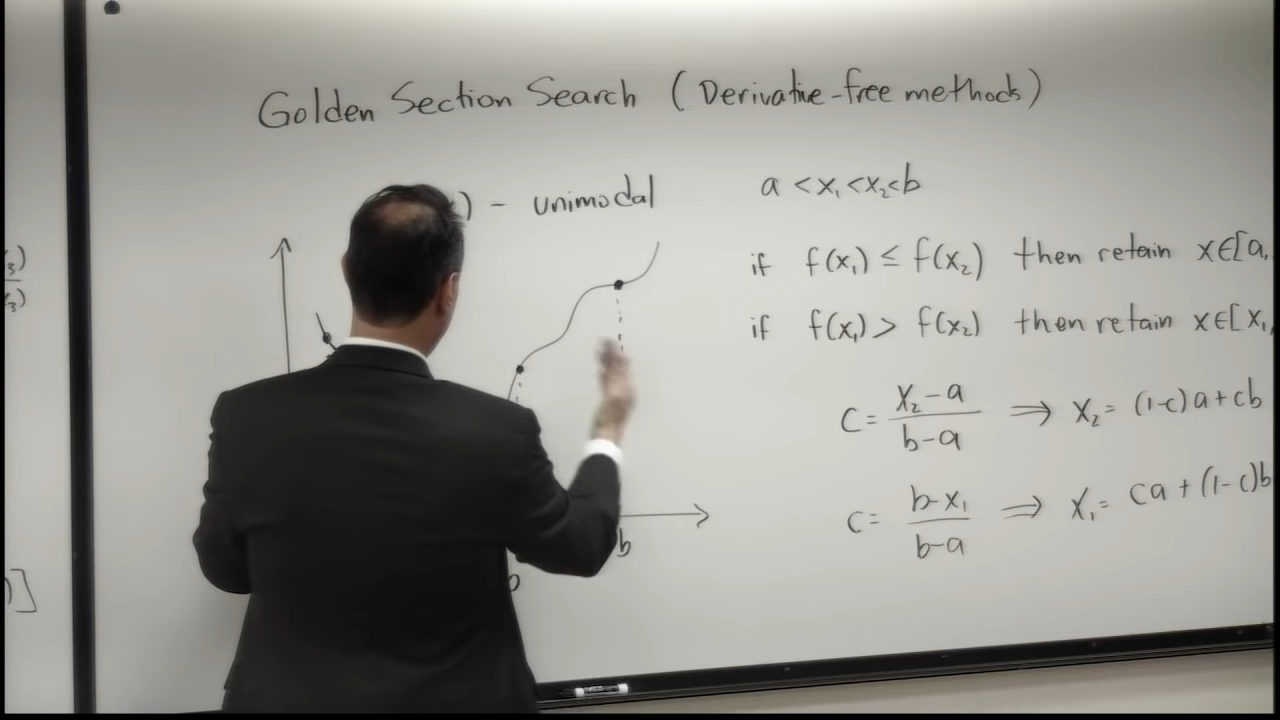 Golden Section Search (Derivative-free methods)
) - unimodal
a < x₁ < x₂ < b
if f(x₁) ≤ f(x₂) then retain x∈[a,
if f(x₁) > f(x₂) then retain x∈[x₁,
C = (x₂-a)/(b-a) ⇒ x₂ = (1-c)a+cb
C = (b-x₁)/(b-a) ⇒ x₁ = ca + (1-c)b
b
)]